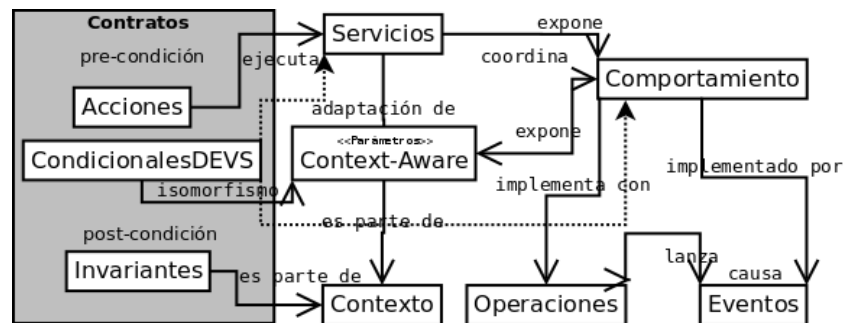 Contratos
pre-condición
Acciones
ejecuta
Servicios
expone
coordina
Comportamiento
adaptación de
<<Parámetros>>
Context-Aware
expone
CondicionalesDEVS
isomorfismo
implementa con
implementado por
es parte de
post-condición
Invariantes
es parte de
Contexto
Operaciones
lanza
causa
Eventos